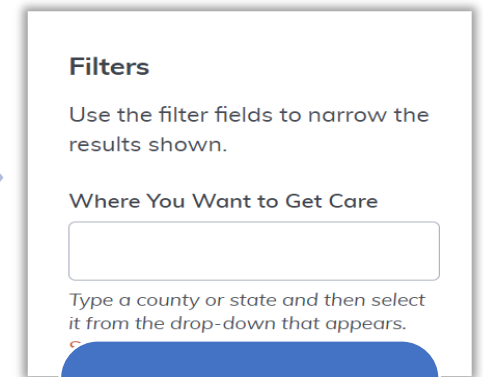 Filters
Use the filter fields to narrow the
results shown.
Where You Want to Get Care
Type a county or state and then select
it from the drop-down that appears.